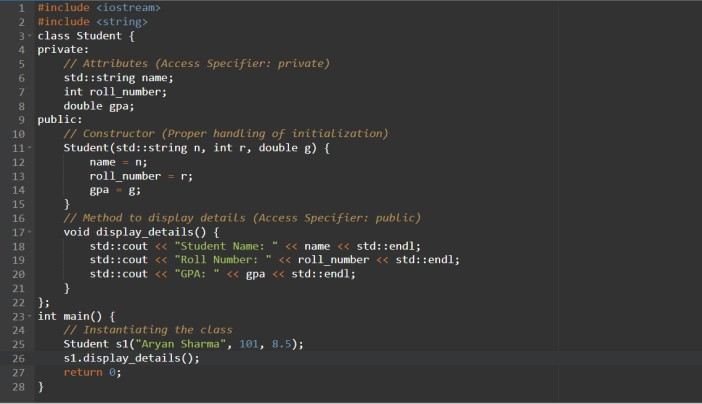 1 #include <iostream>
2 #include <string>
3 class Student {
4 private:
5     // Attributes (Access Specifier: private)
6     std::string name;
7     int roll_number;
8     double gpa;
9 public:
10     // Constructor (Proper handling of initialization)
11     Student(std::string n, int r, double g) {
12         name = n;
13         roll_number = r;
14         gpa = g;
15     }
16     // Method to display details (Access Specifier: public)
17     void display_details() {
18         std::cout << "Student Name: " << name << std::endl;
19         std::cout << "Roll Number: " << roll_number << std::endl;
20         std::cout << "GPA: " << gpa << std::endl;
21     }
22 };
23 int main() {
24     // Instantiating the class
25     Student s1("Aryan Sharma", 101, 8.5);
26     s1.display_details();
27     return 0;
28 }